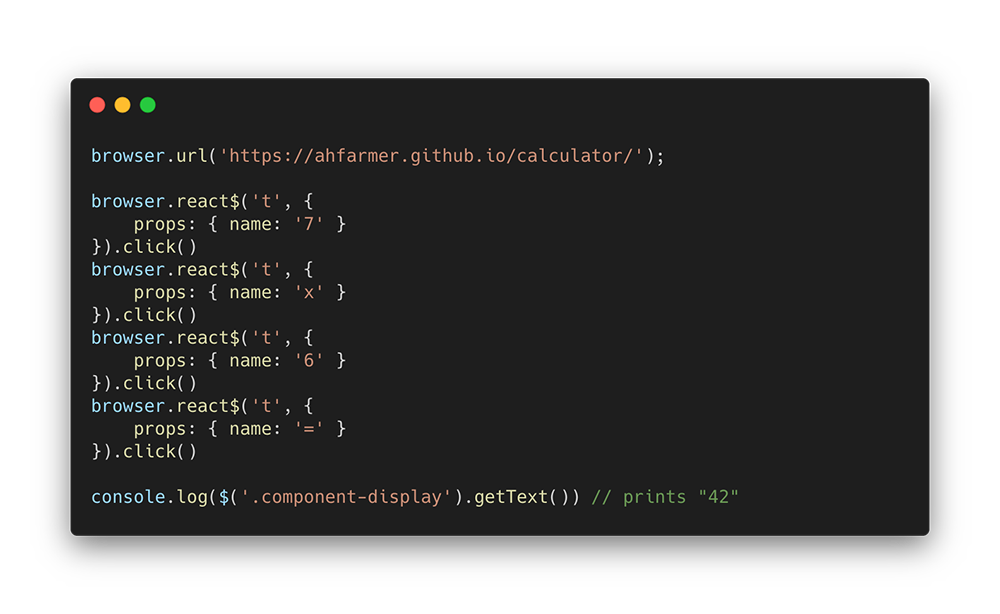 browser.url('https://ahfarmer.github.io/calculator/');
browser.react$('t', {
    props: { name: '7' }
}).click()
browser.react$('t', {
    props: { name: 'x' }
}).click()
browser.react$('t', {
    props: { name: '6' }
}).click()
browser.react$('t', {
    props: { name: '=' }
}).click()
console.log($('.component-display').getText()) // prints "42"